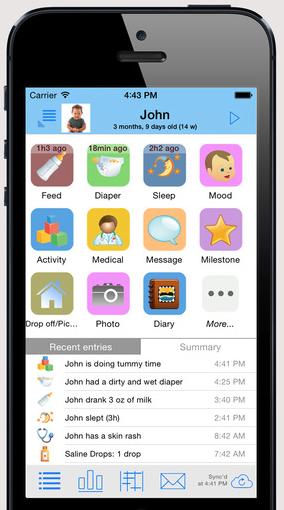 Carrier 4:43 PM
John
3 months, 9 days old (14 w)
1h3 ago 18min ago 2h2 ago
Feed Diaper Sleep Mood
Activity Medical Message Milestone
Drop off/Pic... Photo Diary More...
Recent entries Summary
John is doing tummy time 4:41 PM
John had a dirty and wet diaper 4:25 PM
John drank 3 oz of milk 3:40 PM
John slept (3h) 2:41 PM
John has a skin rash 8:42 AM
Saline Drops: 1 drop 7:42 AM
Sync'd
at 4:41 PM